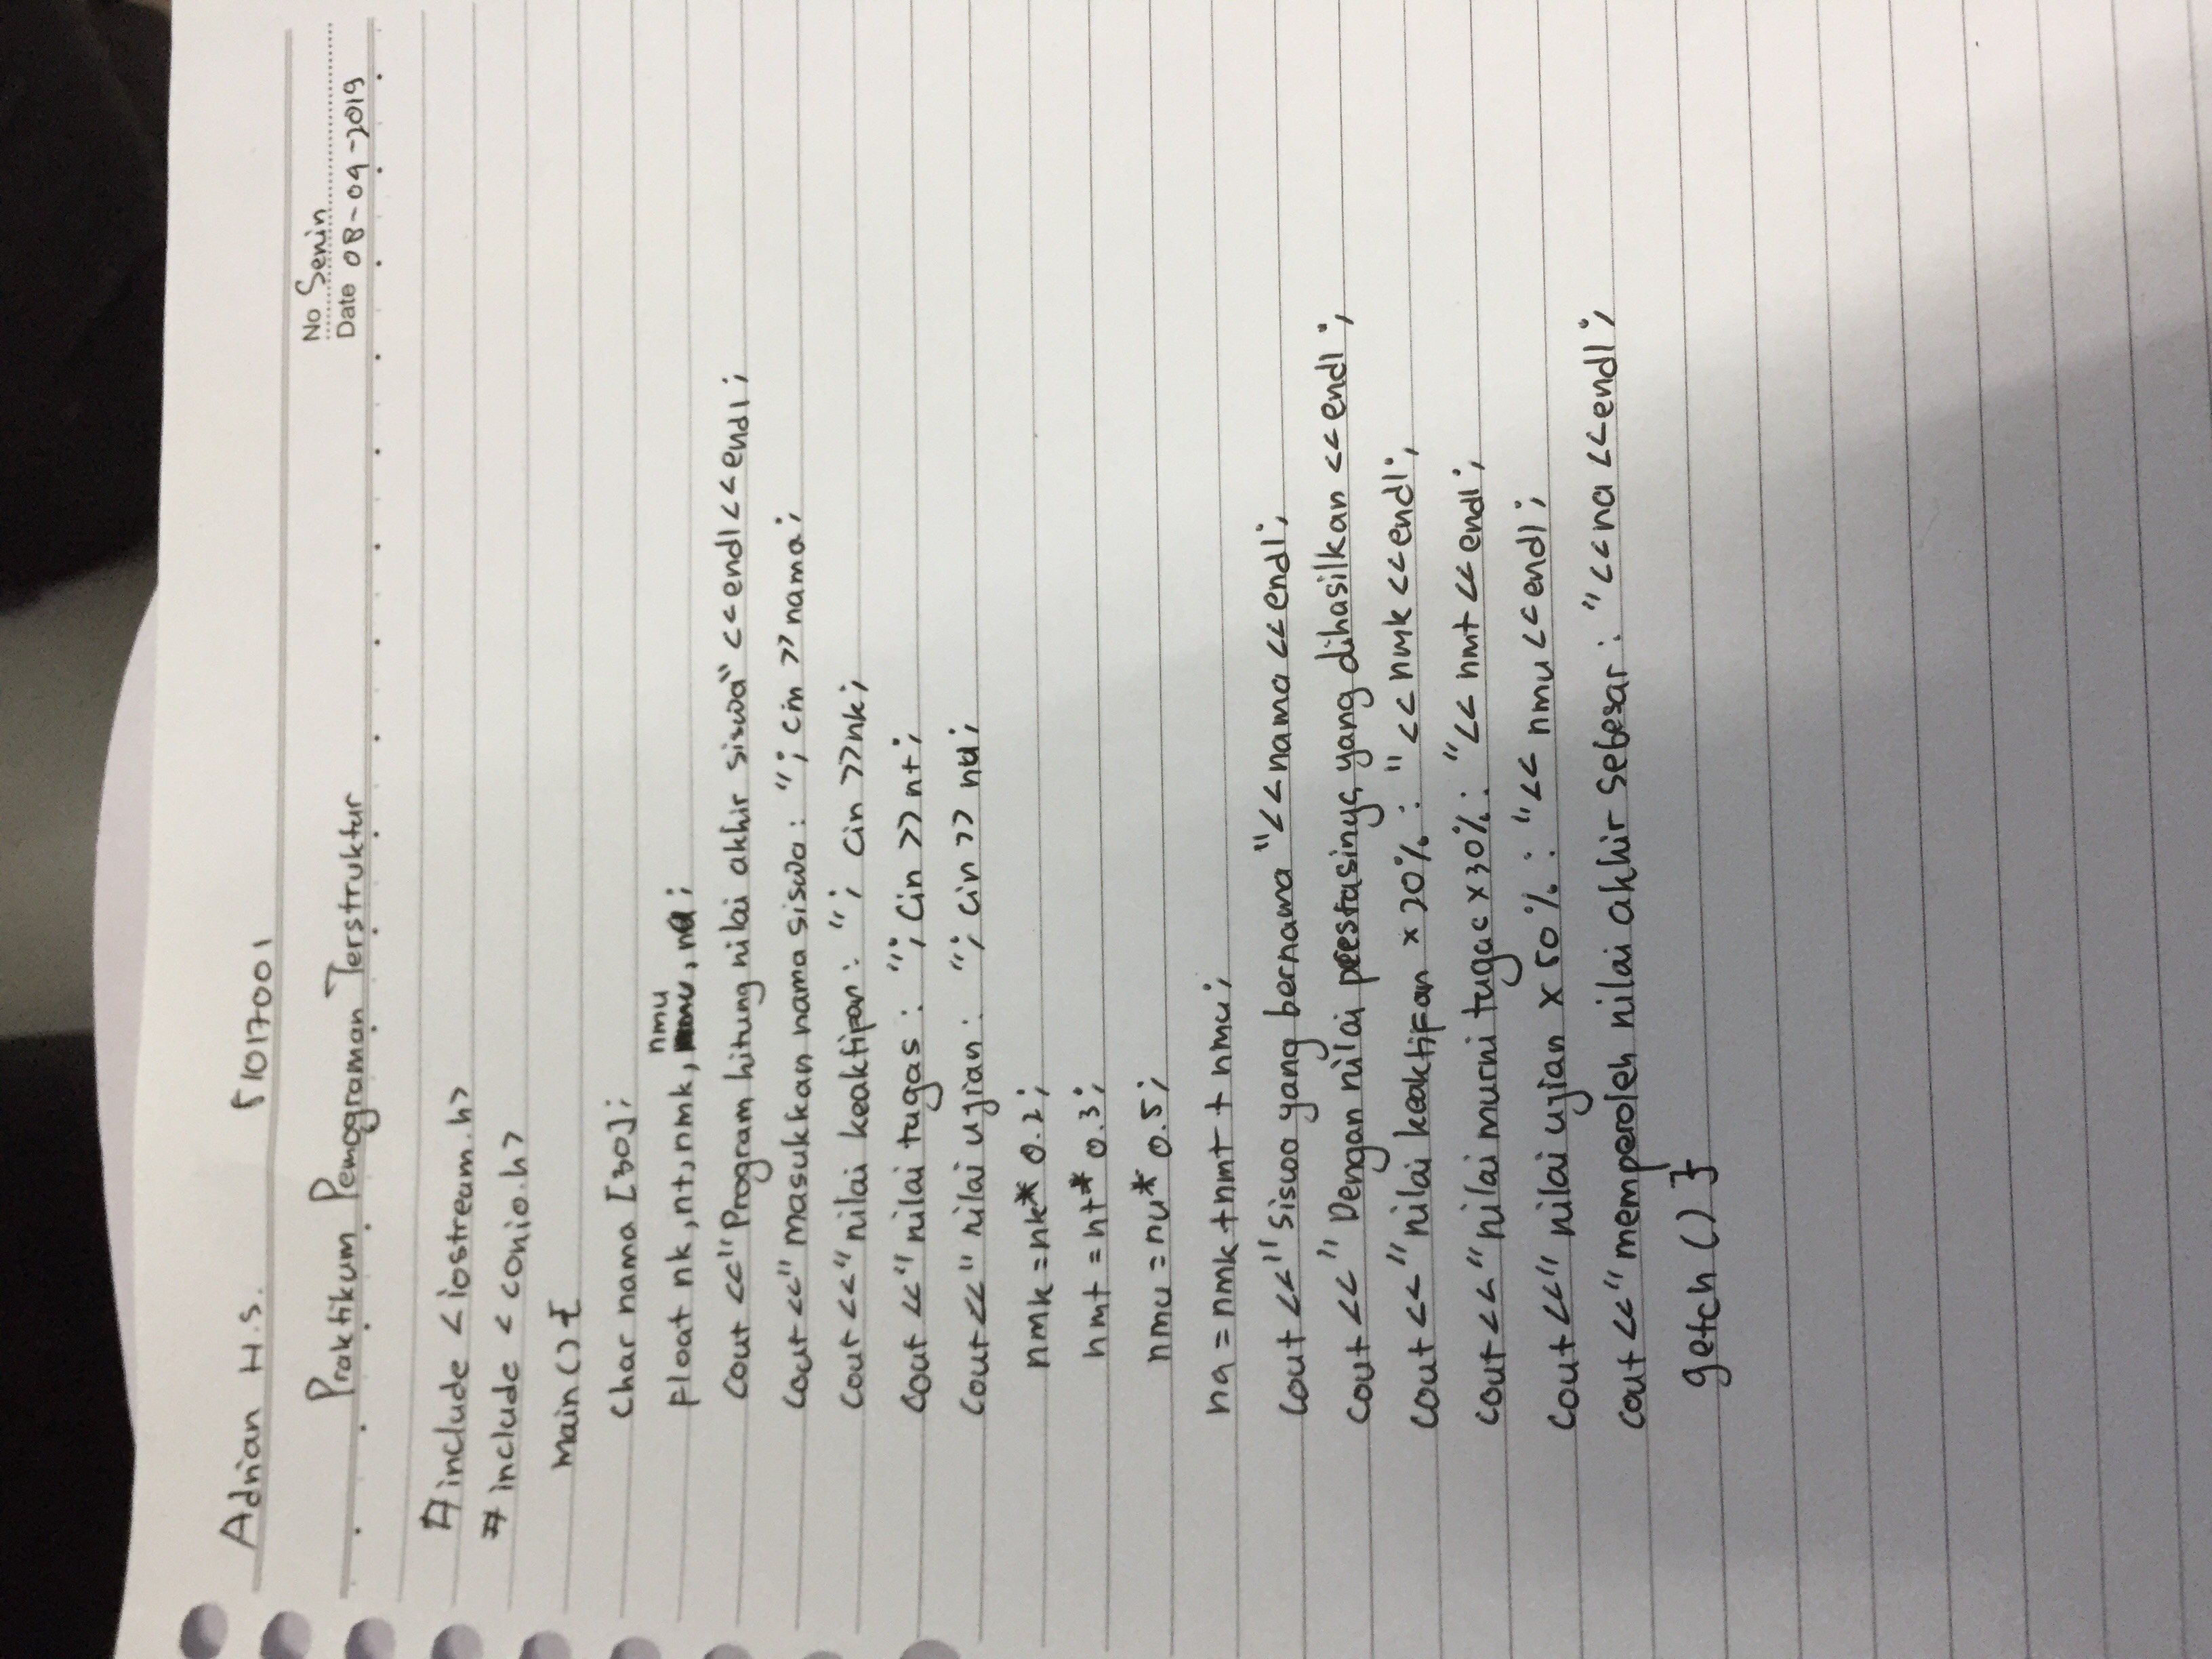 Adrian H.S. 51017001
No Senin
Praktikum Pemograman Terstruktur
Date 08-04-2019
#include <iostream.h>
#include <conio.h>
main () {
Char nama [30];
float nk, nt, nmk, nmu, na;
cout <<"Program hitung nilai akhir siswa" <<endl<<endl;
cout <<" masukkan nama siswa : "; cin >> nama;
cout <<" nilai keaktifan : "; cin >>nk;
cout <<" nilai tugas : "; cin >> nt;
cout <<" nilai ujian : "; cin >> nu;
nmk = nk* 0.2;
nmt = nt* 0.3;
nmu = nu* 0.5;
na = nmk +nmt + nmu;
cout <<" Siswa yang bernama "<<nama <<endl;
cout <<" Dengan nilai prestasinya yang dihasilkan <<endl ;
cout <<" nilai keaktifan x 20% : "<<nmk <<endl;
cout <<" nilai murni tugas x30% : "<< nmt << endl;
cout <<" nilai ujian x 50% : "<< nmu <<endl;
cout <<" memperoleh nilai akhir sebesar : "<<na <<endl;
getch () }